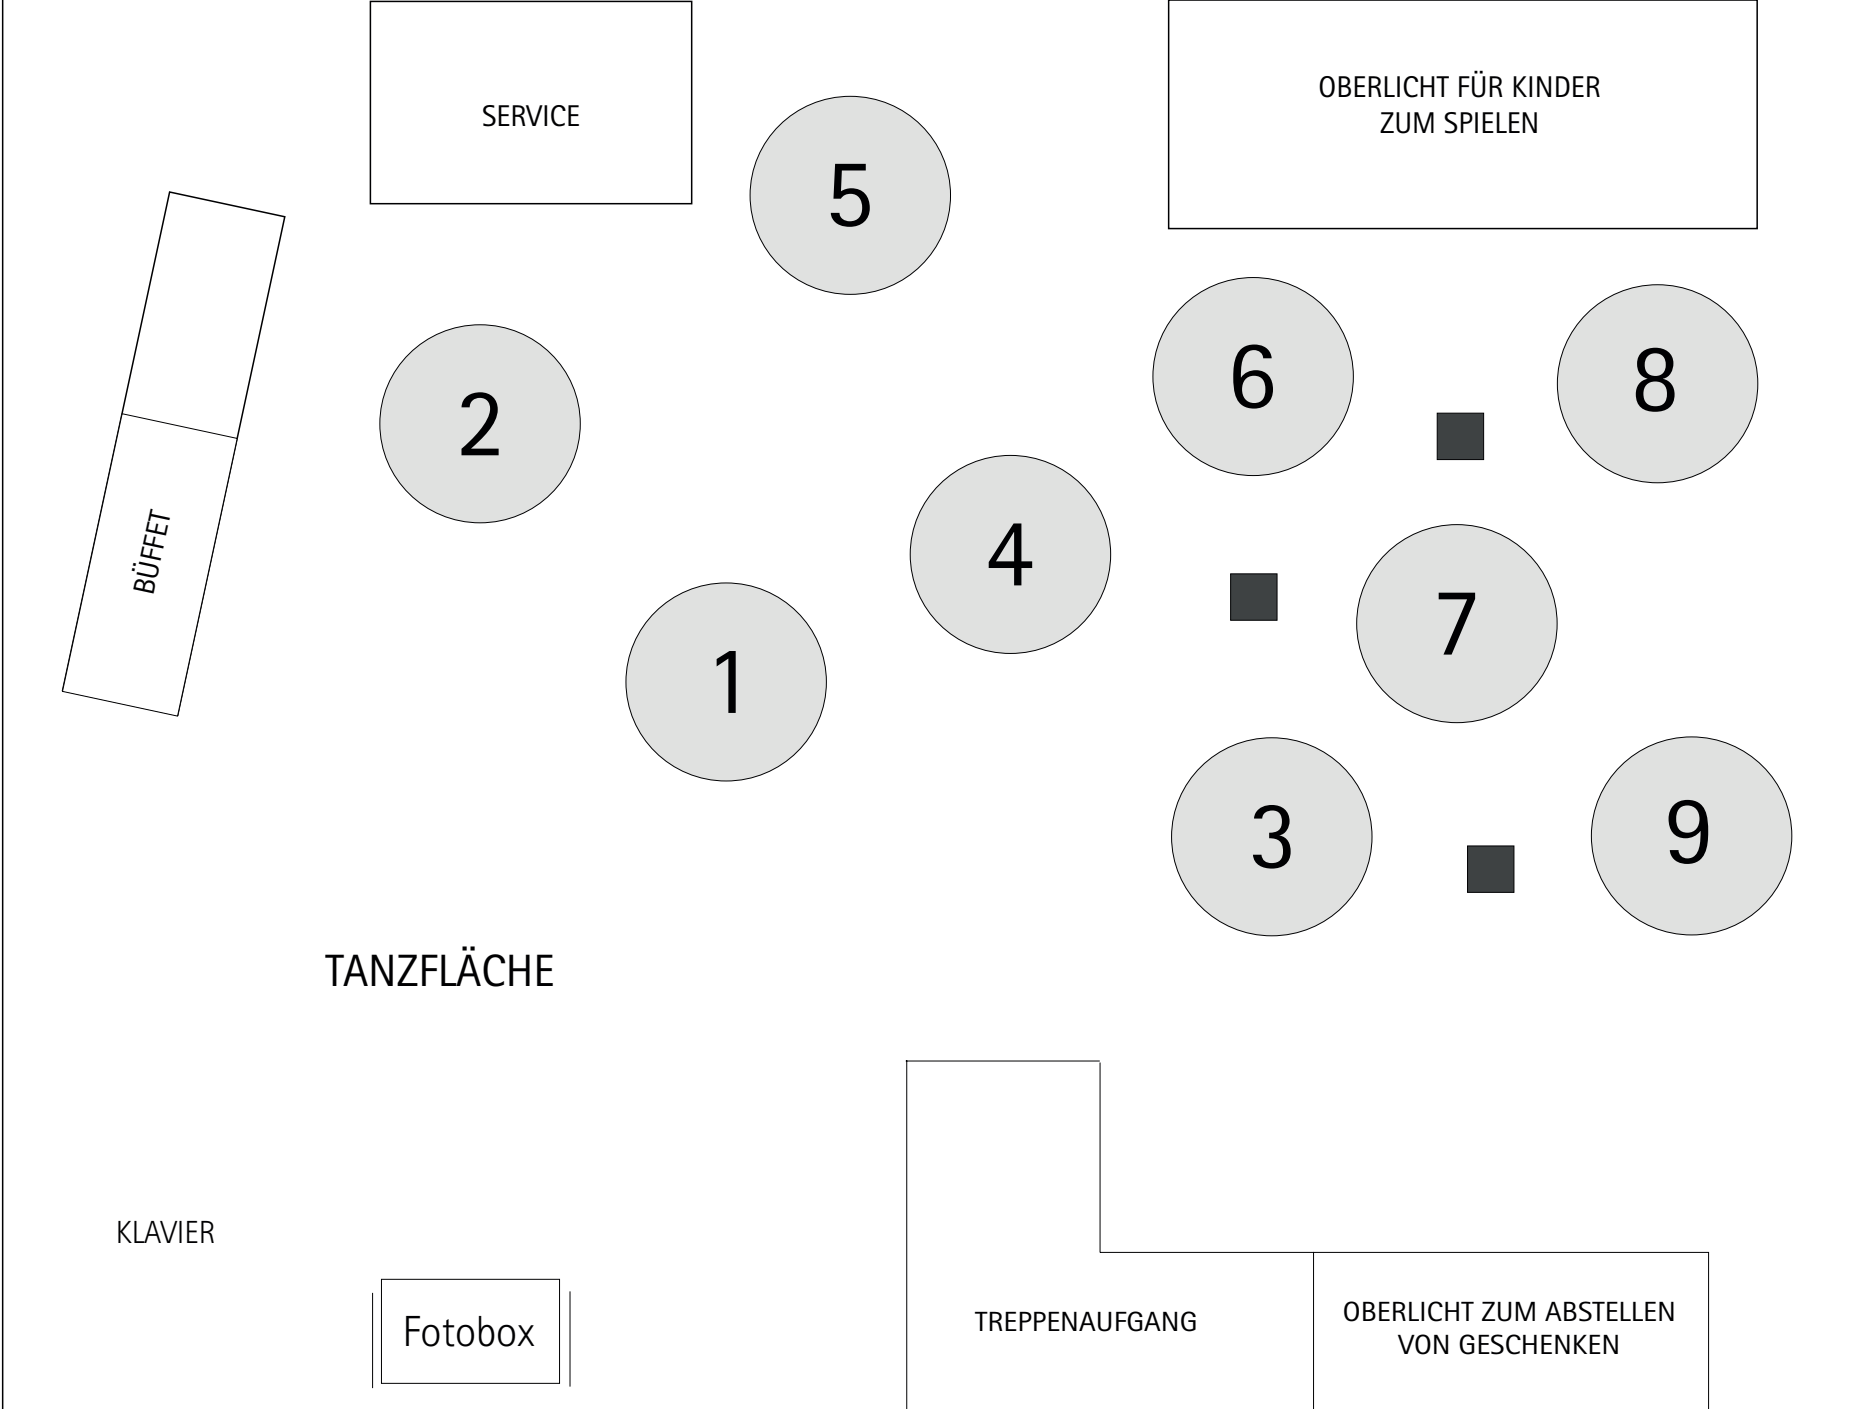 SERVICE
OBERLICHT FÜR KINDER
ZUM SPIELEN
5
6
8
2
4
BÜFFET
7
1
3
9
TANZFLÄCHE
KLAVIER
Fotobox
TREPPENAUFGANG
OBERLICHT ZUM ABSTELLEN
VON GESCHENKEN